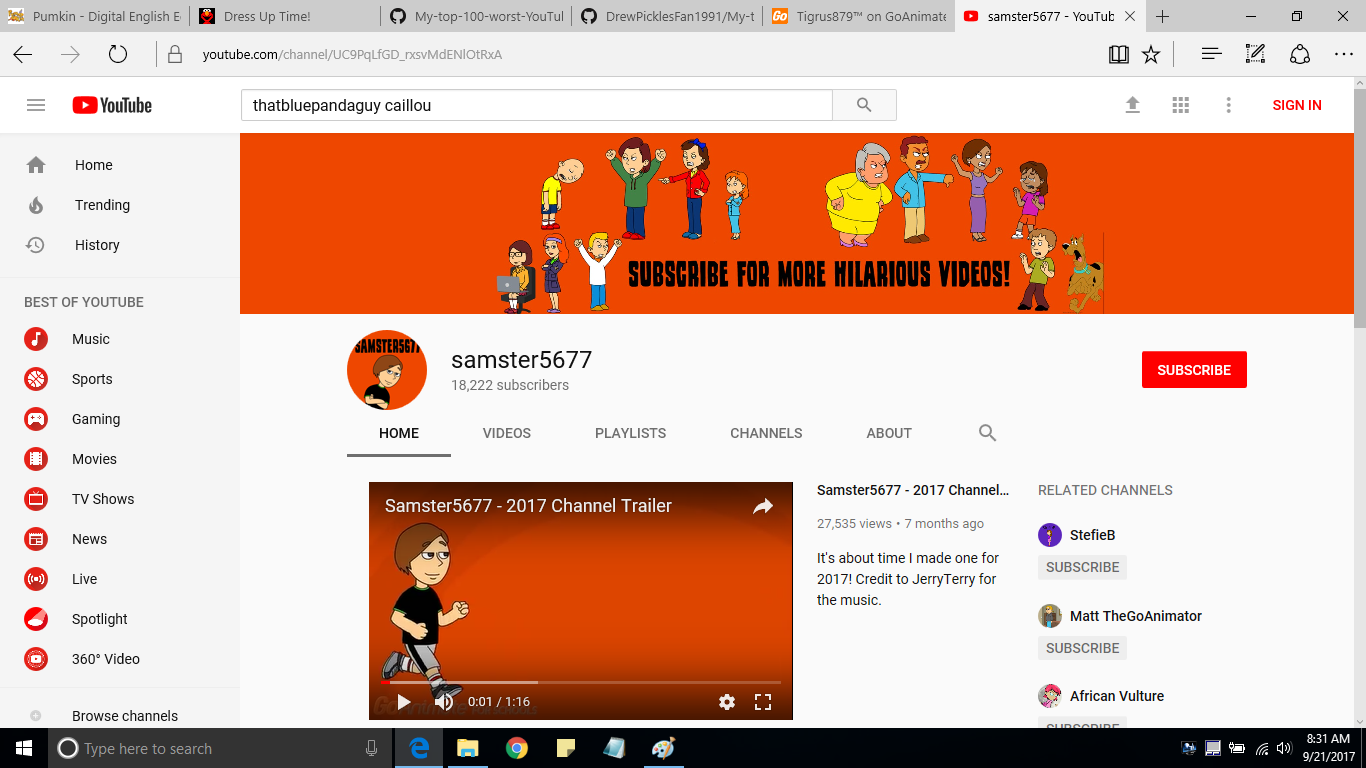 Pumkin - Digital English E
Dress Up Time!
My-top-100-worst-YouTul
DrewPicklesFan1991/My-t
Tigrus879™ on GoAnimate
samster5677 - YouTub
youtube.com/channel/UC9PqLfGD_rxsvMdENlOtRxA
YouTube
thatbluepandaguy caillou
SIGN IN
Home
Trending
History
BEST OF YOUTUBE
Music
Sports
Gaming
Movies
TV Shows
News
Live
Spotlight
360° Video
Browse channels
SUBSCRIBE FOR MORE HILARIOUS VIDEOS!
SAMSTER5677
samster5677
18,222 subscribers
SUBSCRIBE
HOME
VIDEOS
PLAYLISTS
CHANNELS
ABOUT
Samster5677 - 2017 Channel Trailer
0:01 / 1:16
Samster5677 - 2017 Channel...
27,535 views • 7 months ago
It's about time I made one for
2017! Credit to JerryTerry for
the music.
RELATED CHANNELS
StefieB
SUBSCRIBE
Matt TheGoAnimator
SUBSCRIBE
African Vulture
SUBSCRIBE
Type here to search
8:31 AM
9/21/2017